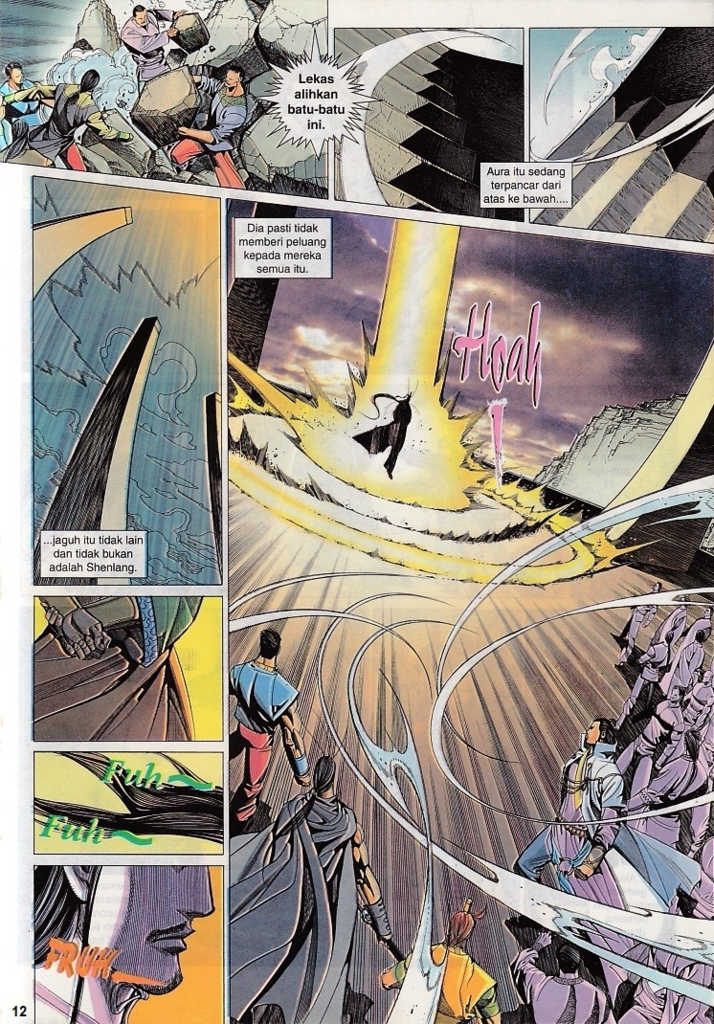 Lekas
alihkan
batu-batu
ini.
Aura itu sedang
terpancar dari
atas ke bawah....
...jaguh itu tidak lain
dan tidak bukan
adalah Shenlang.
Dia pasti tidak
memberi peluang
kepada mereka
semua itu.
Hoah
!
Fuh~
Fuh~
FRUH
12